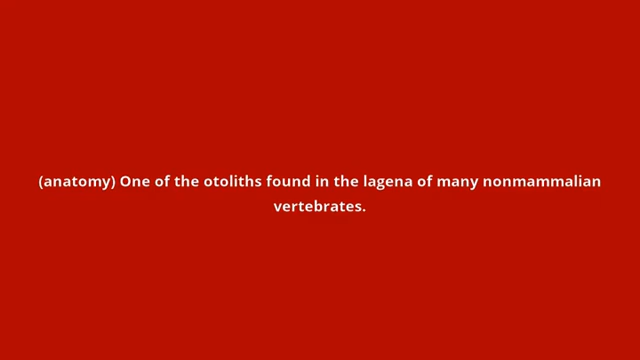 (anatomy) One of the otoliths found in the lagena of many nonmammalian
vertebrates.